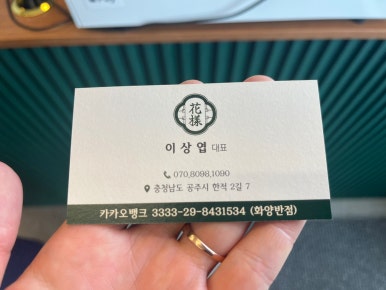 花樣
이상엽 대표
070.8098.1090
충청남도 공주시 한적 2길 7
카카오뱅크 3333-29-8431534 (화양반점)